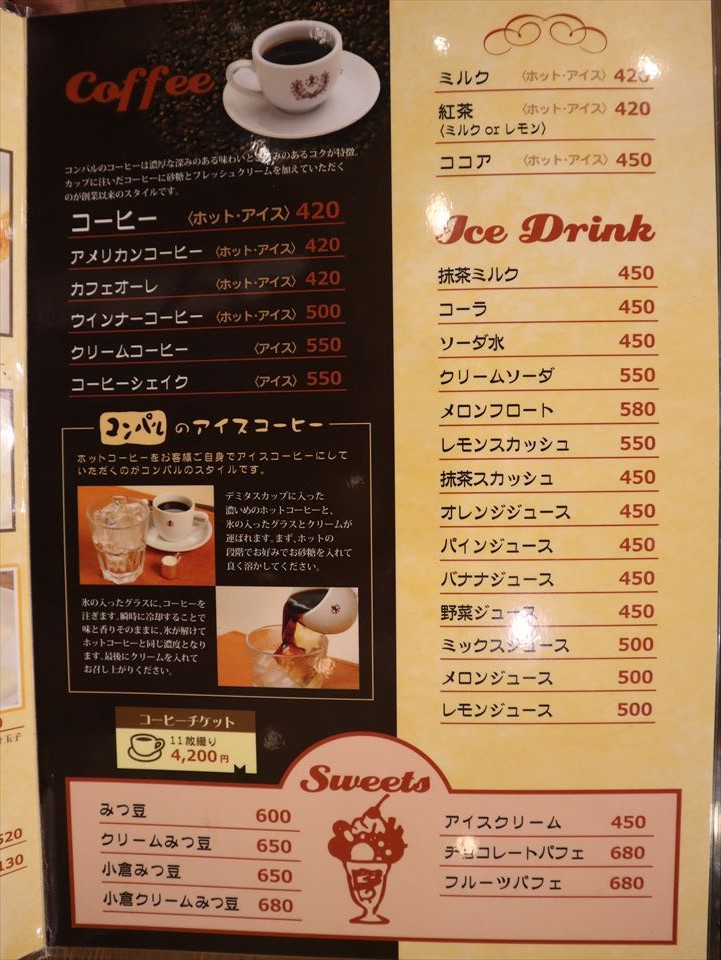 Coffee
コンパルのコーヒーは濃厚な深みのある味わいと
みのあるコクが特徴。
カップに注いだコーヒーに砂糖とフレッシュクリームを加えていただく
のが創業以来のスタイルです。
コーヒー 〈ホット・アイス〉 420
アメリカンコーヒー 〈ホット・アイス〉 420
カフェオーレ 〈ホット・アイス〉 420
ウインナーコーヒー 〈ホット・アイス〉 500
クリームコーヒー 〈アイス〉 550
コーヒーシェイク 〈アイス〉 550
コンパル のアイスコーヒー
ホットコーヒーをお客様ご自身でアイスコーヒーにして
いただくのがコンパルのスタイルです。
デミタスカップに入った
濃いめのホットコーヒーと、
氷の入ったグラスとクリームが
運ばれます。まず、ホットの
段階でお好みでお砂糖を入れて
良く溶かしてください。
氷の入ったグラスに、コーヒーを
注ぎます。瞬時に冷却することで
味と香りそのままに、氷が解けて
ホットコーヒーと同じ濃度となり
ます。最後にクリームを入れて
お召し上がりください。
コーヒーチケット
11枚綴り
4,200円
ミルク 〈ホット・アイス〉 420
紅茶 〈ホット・アイス〉 420
〈ミルク or レモン〉
ココア 〈ホット・アイス〉 450
Ice Drink
抹茶ミルク 450
コーラ 450
ソーダ水 450
クリームソーダ 550
メロンフロート 580
レモンスカッシュ 550
抹茶スカッシュ 450
オレンジジュース 450
パインジュース 450
バナナジュース 450
野菜ジュース 450
ミックスジュース 500
メロンジュース 500
レモンジュース 500
Sweets
みつ豆 600
クリームみつ豆 650
小倉みつ豆 650
小倉クリームみつ豆 680
アイスクリーム 450
チョコレートパフェ 680
フルーツパフェ 680
玉子
520
130